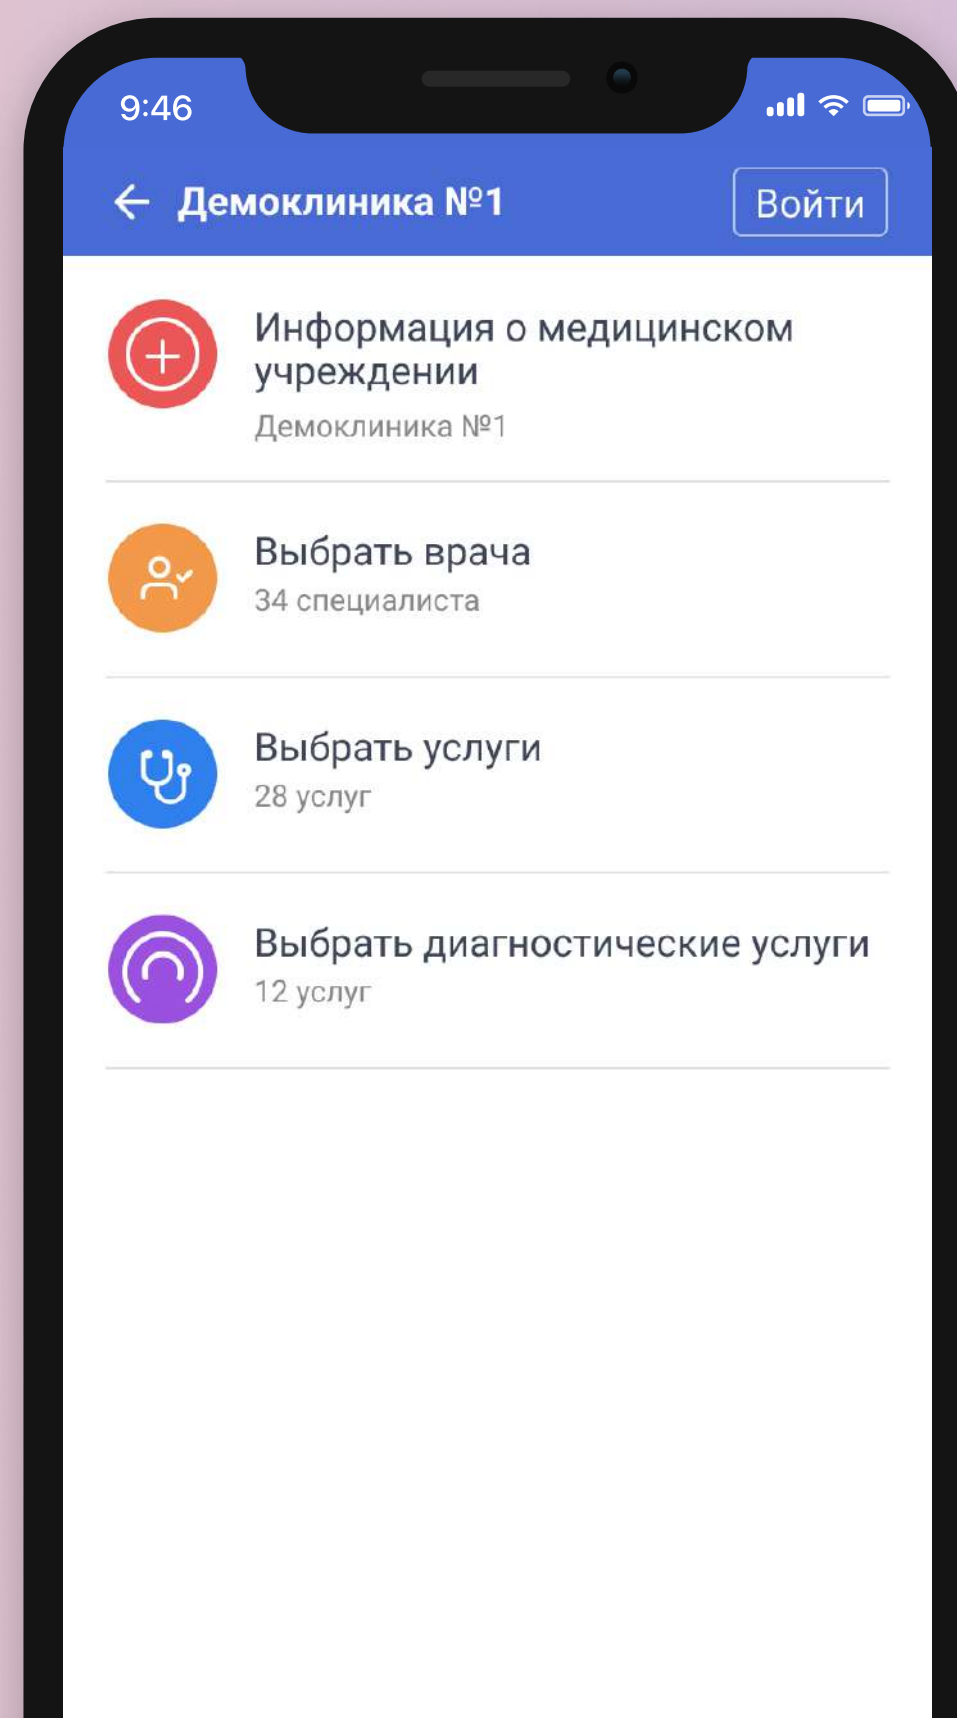 9:46
Демоклиника №1
Войти
Информация о медицинском
учреждении
Демоклиника №1
Выбрать врача
34 специалиста
Выбрать услуги
28 услуг
Выбрать диагностические услуги
12 услуг